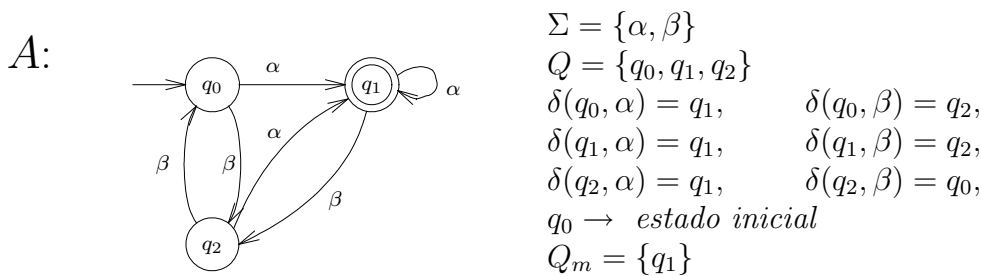 A:
Σ = {α, β}
Q = {q₀, q₁, q₂}
δ(q₀, α) = q₁, δ(q₀, β) = q₂,
δ(q₁, α) = q₁, δ(q₁, β) = q₂,
δ(q₂, α) = q₁, δ(q₂, β) = q₀,
q₀ → estado inicial
Qₘ = {q₁}
α
q₀
q₁
α
α
β
β
β
q₂